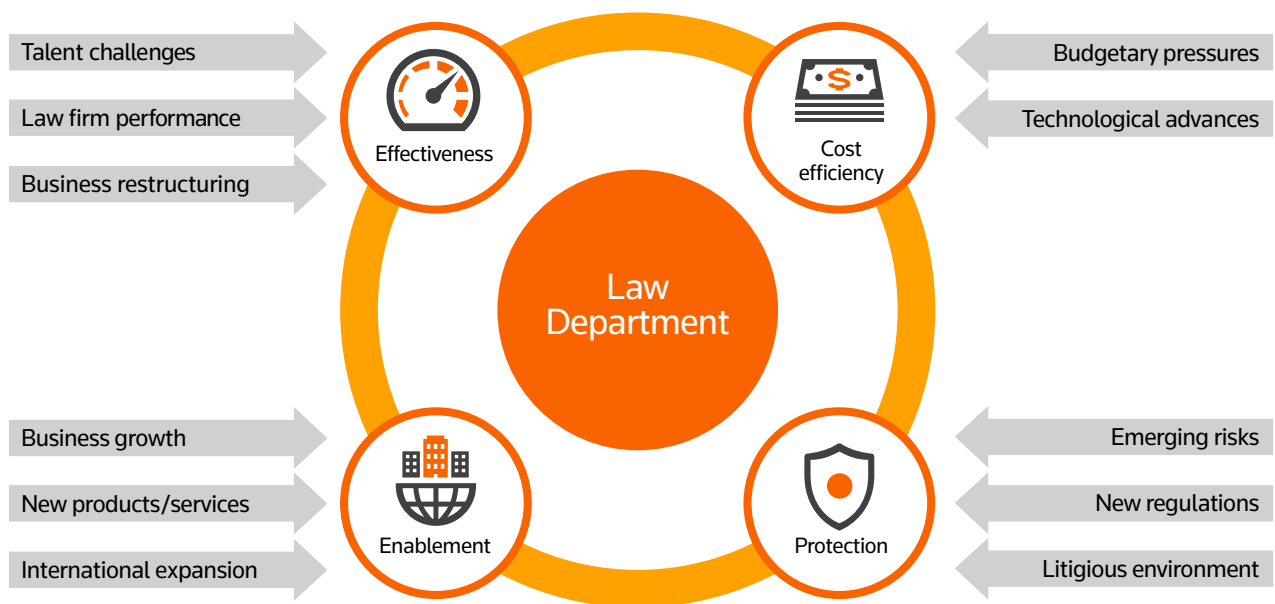 Talent challenges
Law firm performance
Business restructuring
Effectiveness
$
Cost
efficiency
Budgetary pressures
Technological advances
Law
Department
Business growth
New products/services
International expansion
Enablement
Protection
Emerging risks
New regulations
Litigious environment